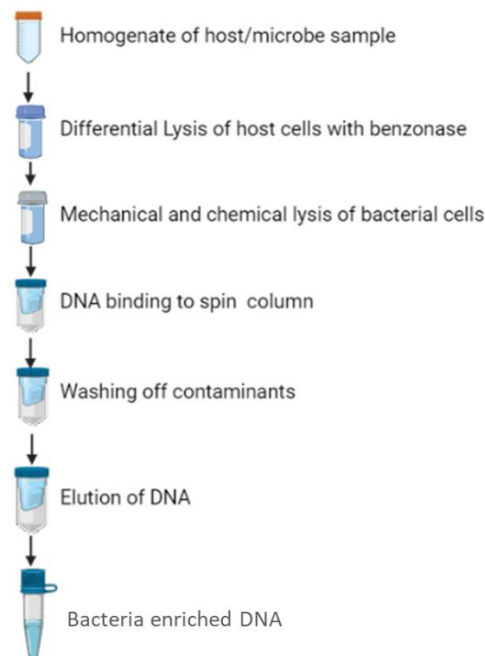 Homogenate of host/microbe sample
Differential Lysis of host cells with benzonase
Mechanical and chemical lysis of bacterial cells
DNA binding to spin column
Washing off contaminants
Elution of DNA
Bacteria enriched DNA